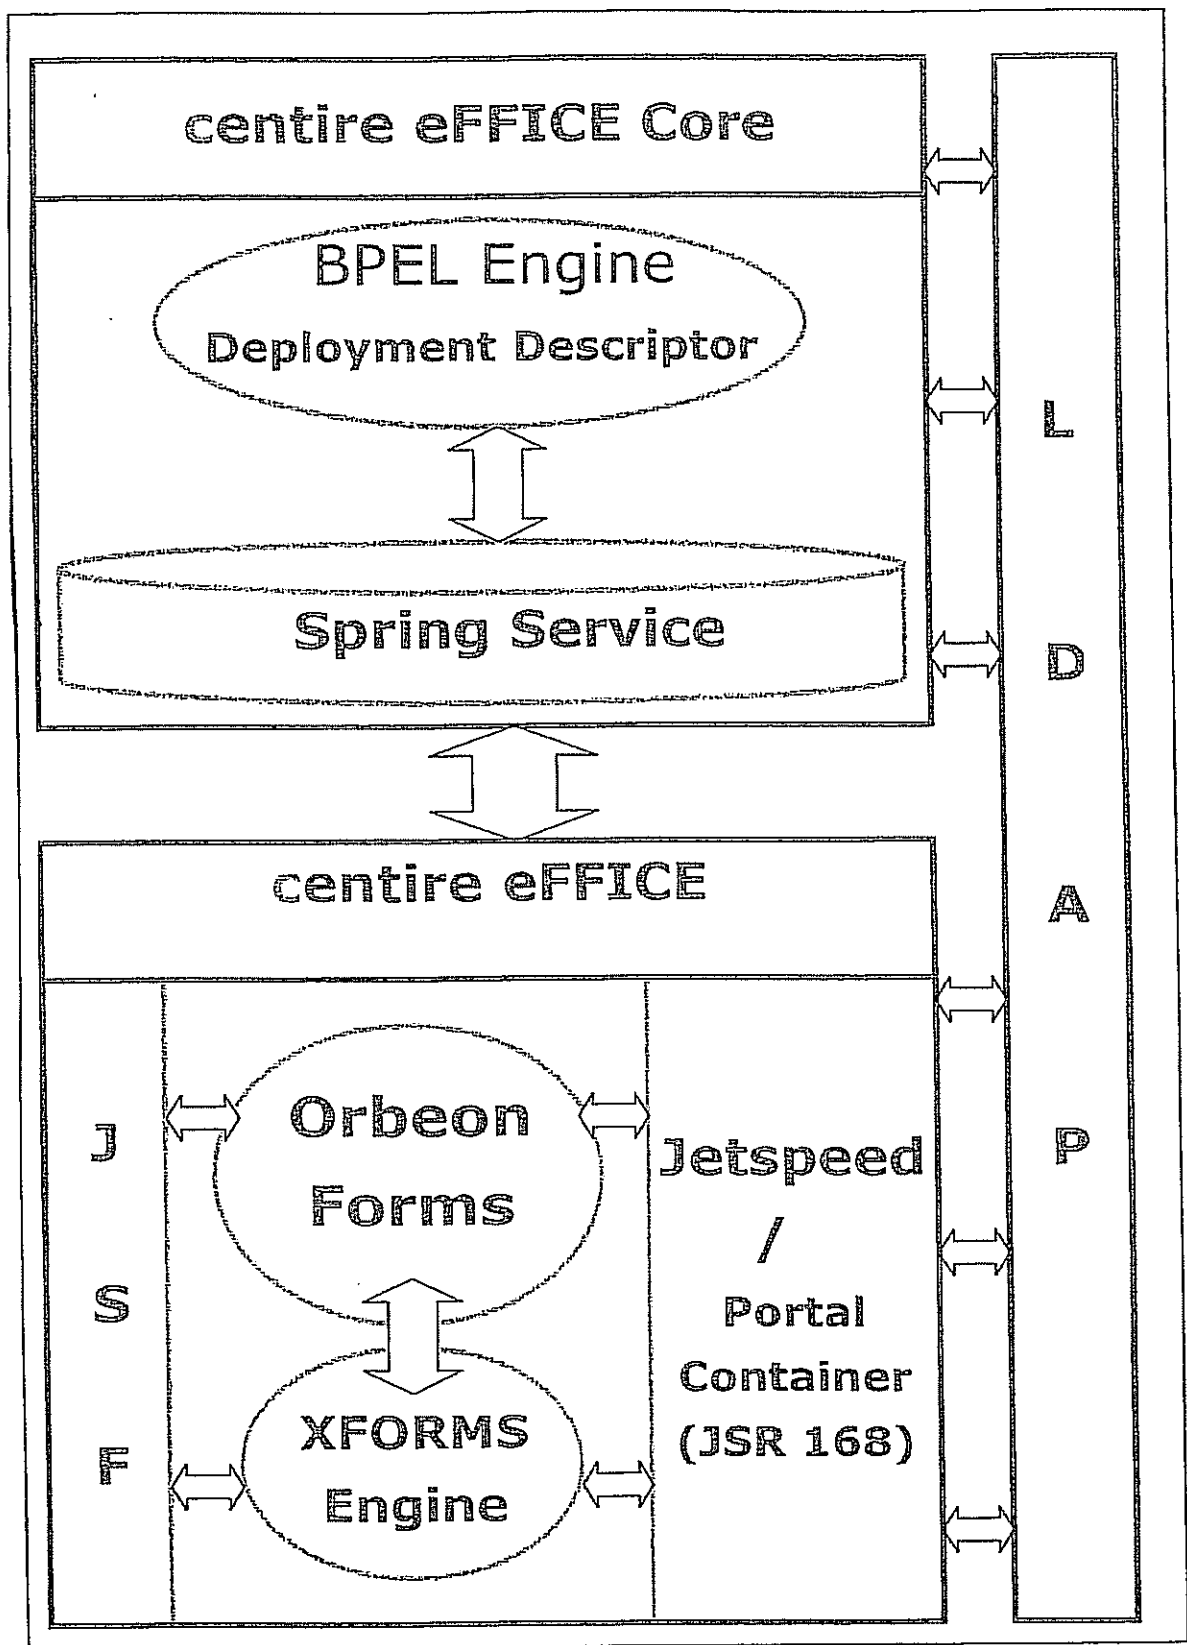 centire eFFICE Core
BPEL Engine
Deployment Descriptor
Spring Service
centire eFFICE
J
S
F
Orbeon
Forms
XFORMS
Engine
Jetspeed
/
Portal
Container
(JSR 168)
L
D
A
P